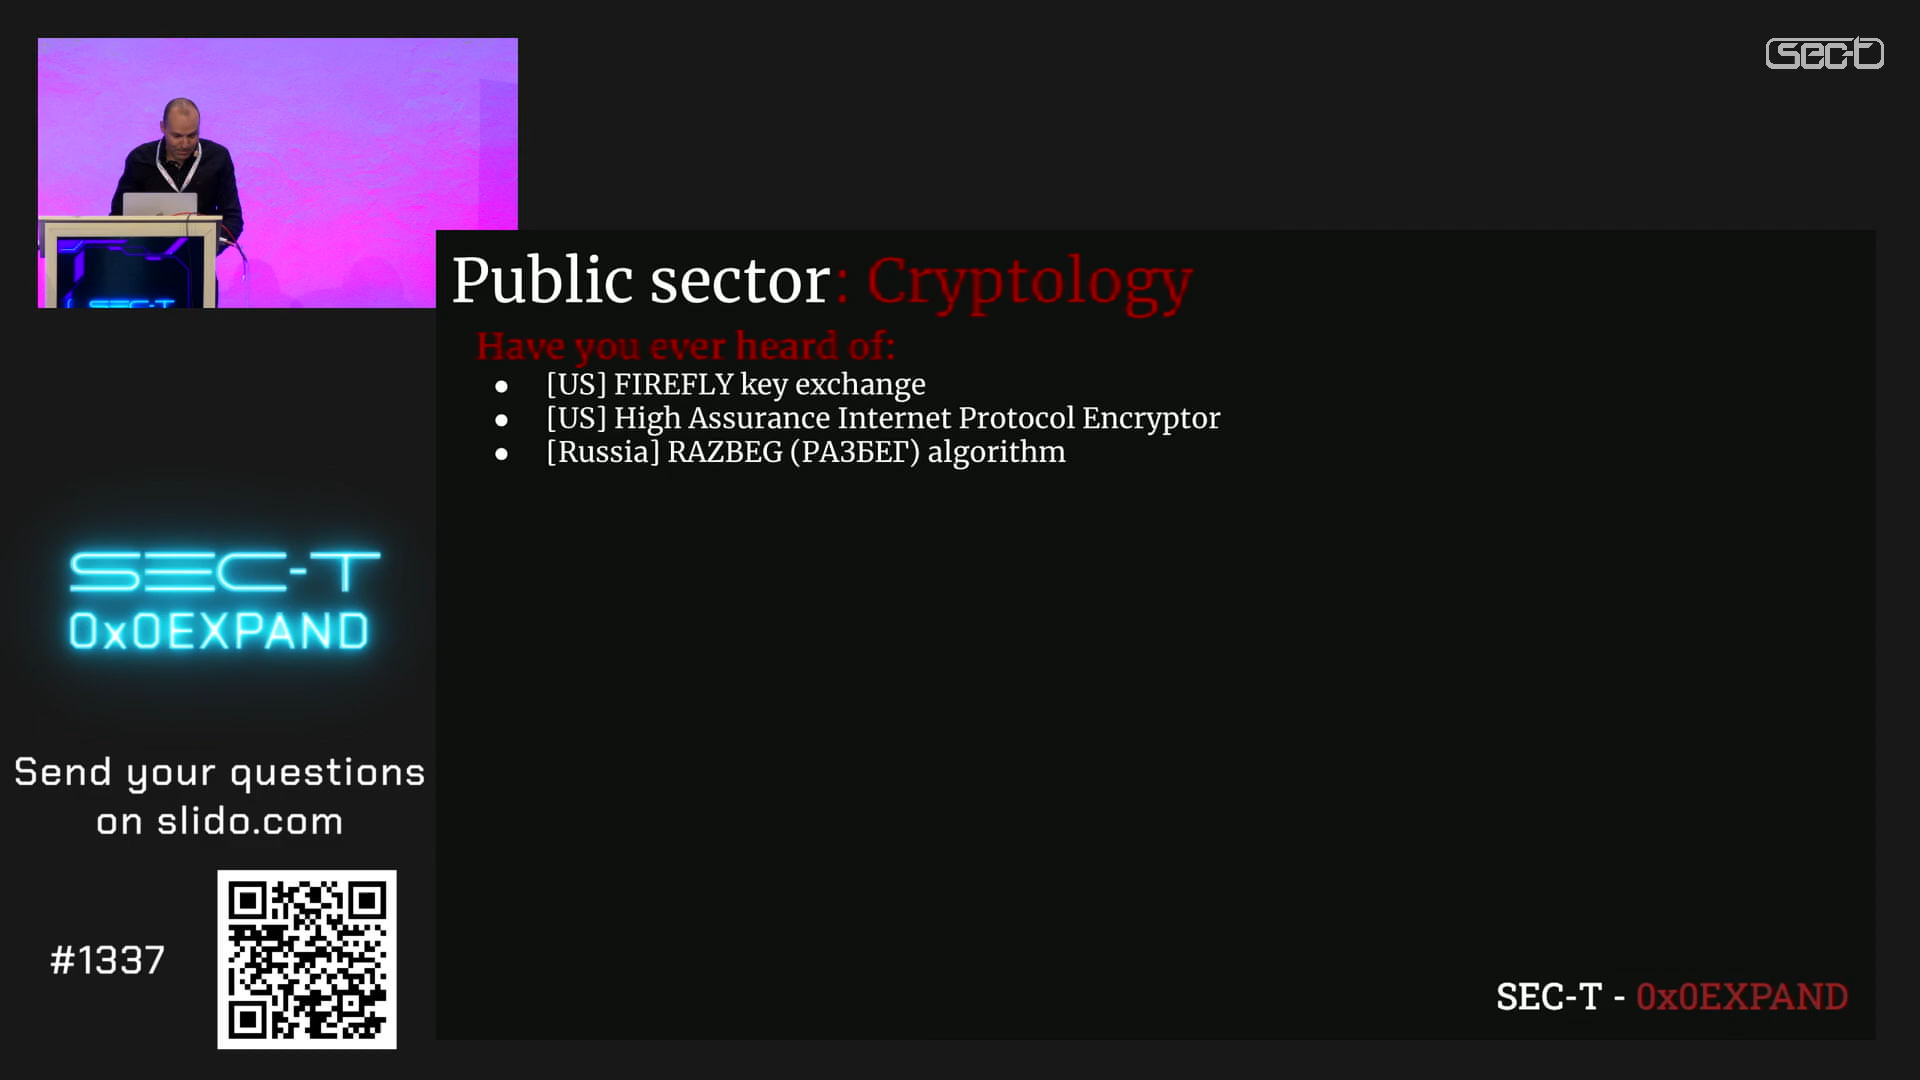 sec-t
SEC-T
Public sector: Cryptology
Have you ever heard of:
● [US] FIREFLY key exchange
● [US] High Assurance Internet Protocol Encryptor
● [Russia] RAZBEG (РАЗБЕГ) algorithm
SEC-T
0x0EXPAND
Send your questions
on slido.com
#1337
SEC-T - 0x0EXPAND